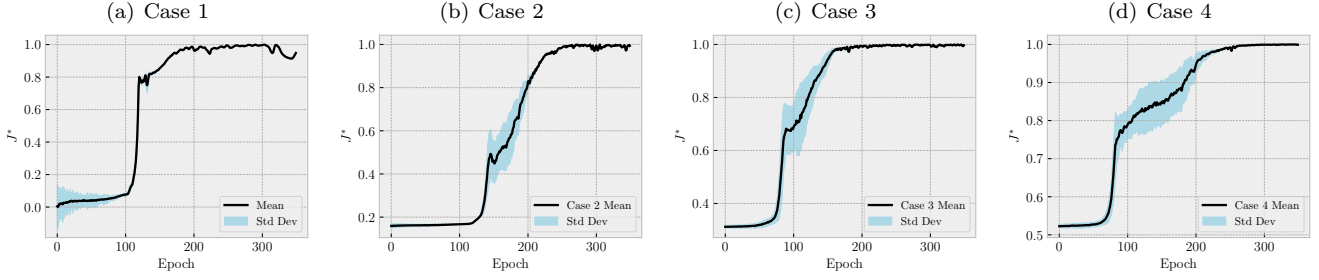 (a) Case 1
1.0
0.8
0.6
0.4
0.2
0.0
J*
0
100
200
300
Epoch
Mean
Std Dev
(b) Case 2
1.0
0.8
0.6
0.4
0.2
J*
0
100
200
300
Epoch
Case 2 Mean
Std Dev
(c) Case 3
1.0
0.8
0.6
0.4
J*
0
100
200
300
Epoch
Case 3 Mean
Std Dev
(d) Case 4
1.0
0.9
0.8
0.7
0.6
0.5
J*
0
100
200
300
Epoch
Case 4 Mean
Std Dev